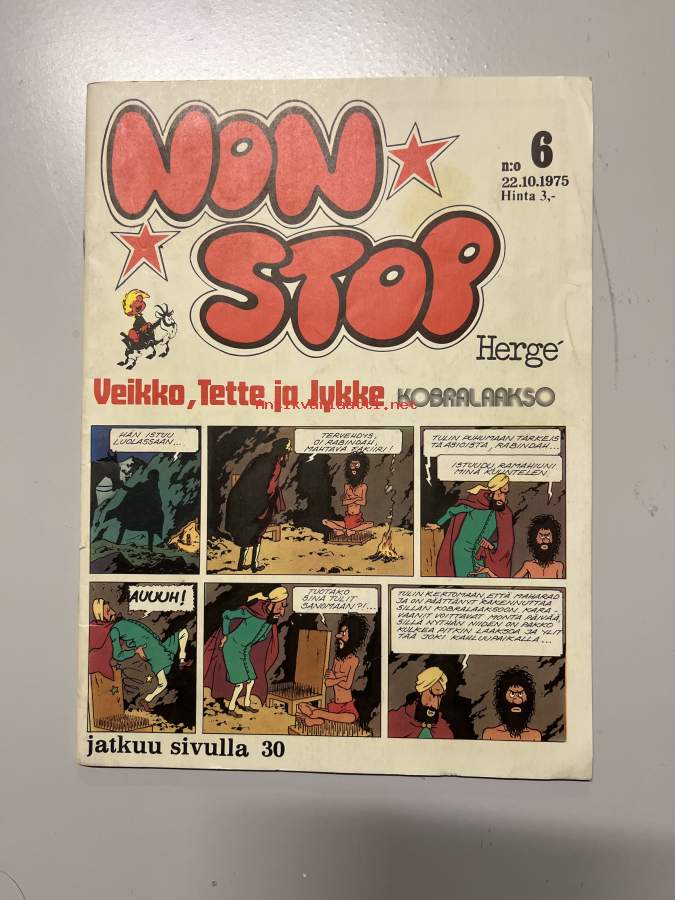 NON
STOP
n:o 6
22.10.1975
Hinta 3,-
Hergé
Veikko, Tette ja Jykke KOBRALAAKSO
Antikvariaatti.net
HÄN ISTUU
LUOLASSAAN,...
TERVEHDYS,
OI RABINDAH,
MAHTAVA FAKIIRI!
TULIN PUHUMAAN TÄRKEIS
TÄ ASIOISTA, RABINDAH...
ISTUUDU, RAMAHIUNI.
MINÄ KUUNTELEN.
AUUUH!
TUOTAKO
SINÄ TULIT
SANOMAAN?!...
TULIN KERTOMAAN, ETTÄ MAHARAD
JA ON PÄÄTTÄNYT RAKENNUTTAA
SILLAN KOBRALAAKSOON. KARA-
VAANIT VOITTAVAT MONTA PÄIVÄÄ,
SILLÄ NYTHÄN NIIDEN ON PAKKO
KULKEA PITKIN LAAKSOA JA YLIT
TÄÄ JOKI KAHLUUPAIKALLA...
jatkuu sivulla 30